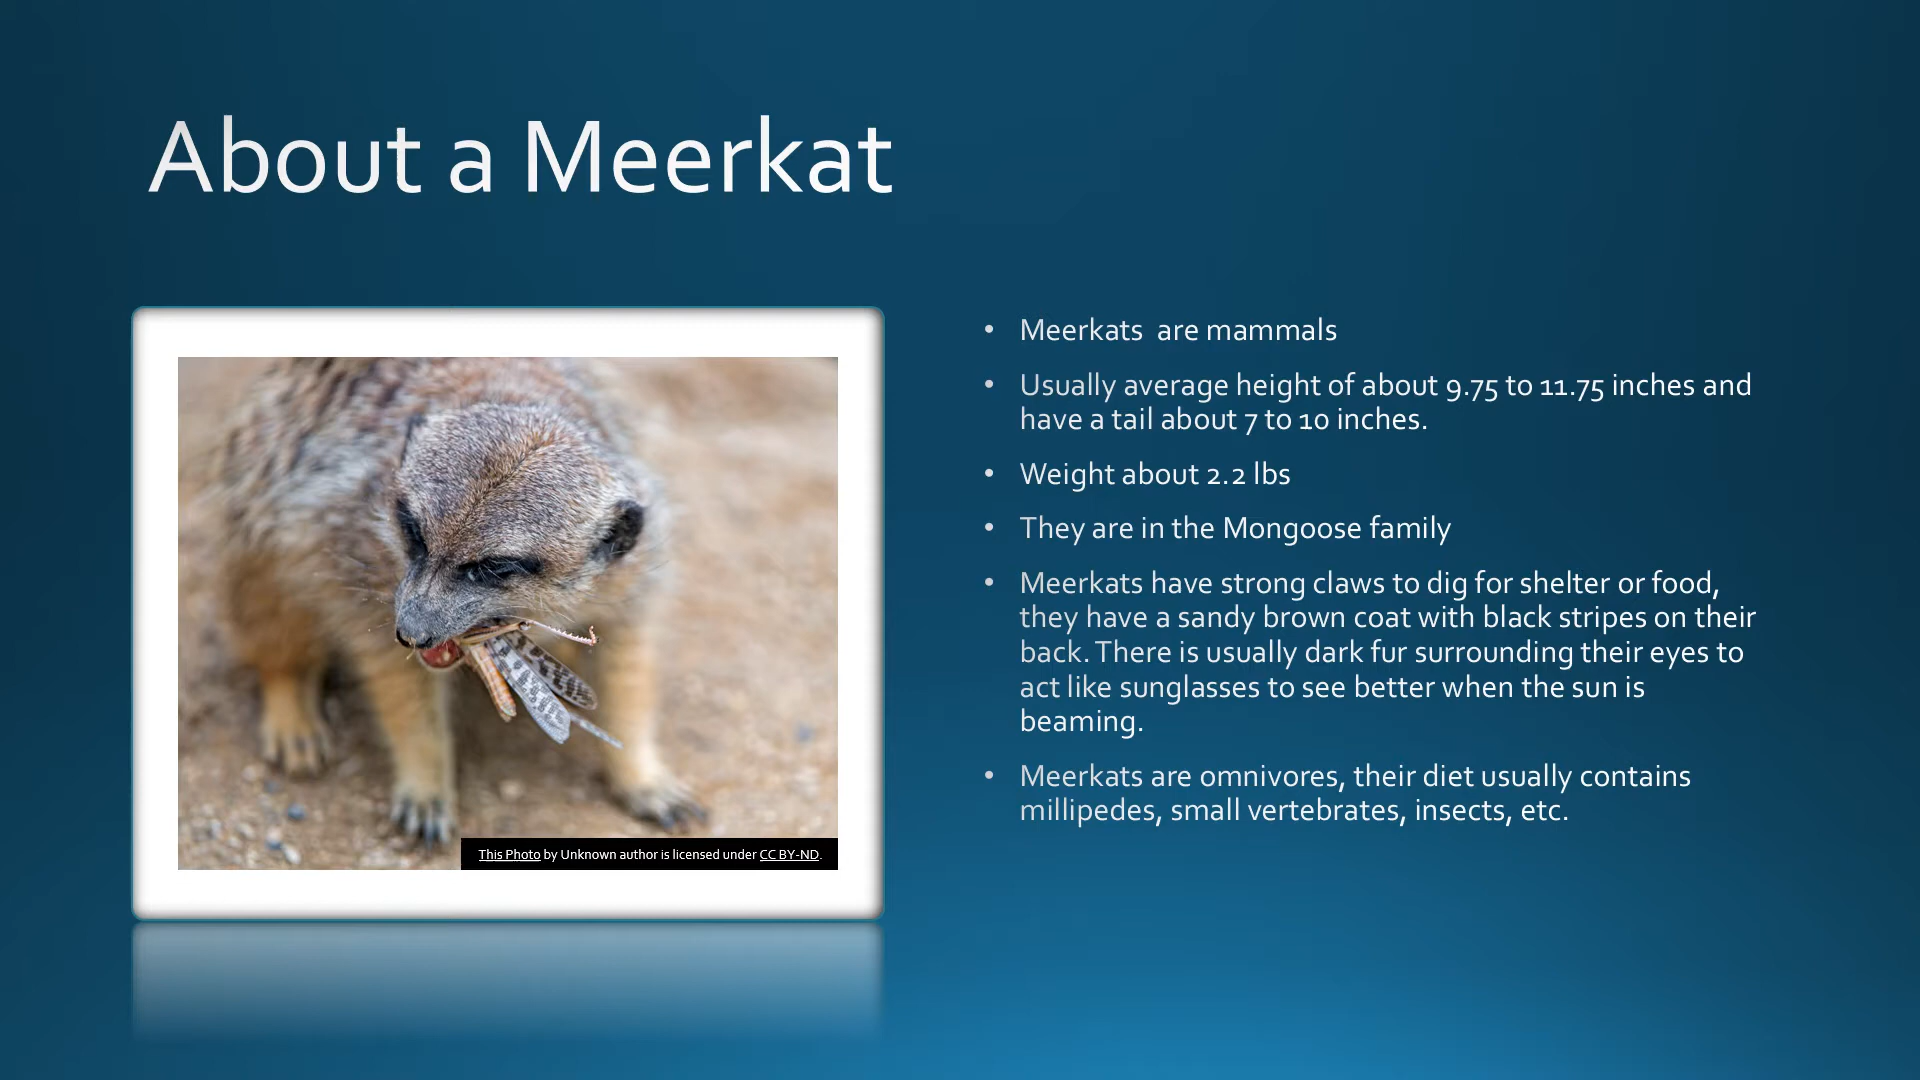 About a Meerkat
• Meerkats  are mammals
• Usually average height of about 9.75 to 11.75 inches and
have a tail about 7 to 10 inches.
• Weight about 2.2 lbs
• They are in the Mongoose family
• Meerkats have strong claws to dig for shelter or food,
they have a sandy brown coat with black stripes on their
back. There is usually dark fur surrounding their eyes to
act like sunglasses to see better when the sun is
beaming.
• Meerkats are omnivores, their diet usually contains
millipedes, small vertebrates, insects, etc.
This Photo by Unknown author is licensed under CC BY-ND.